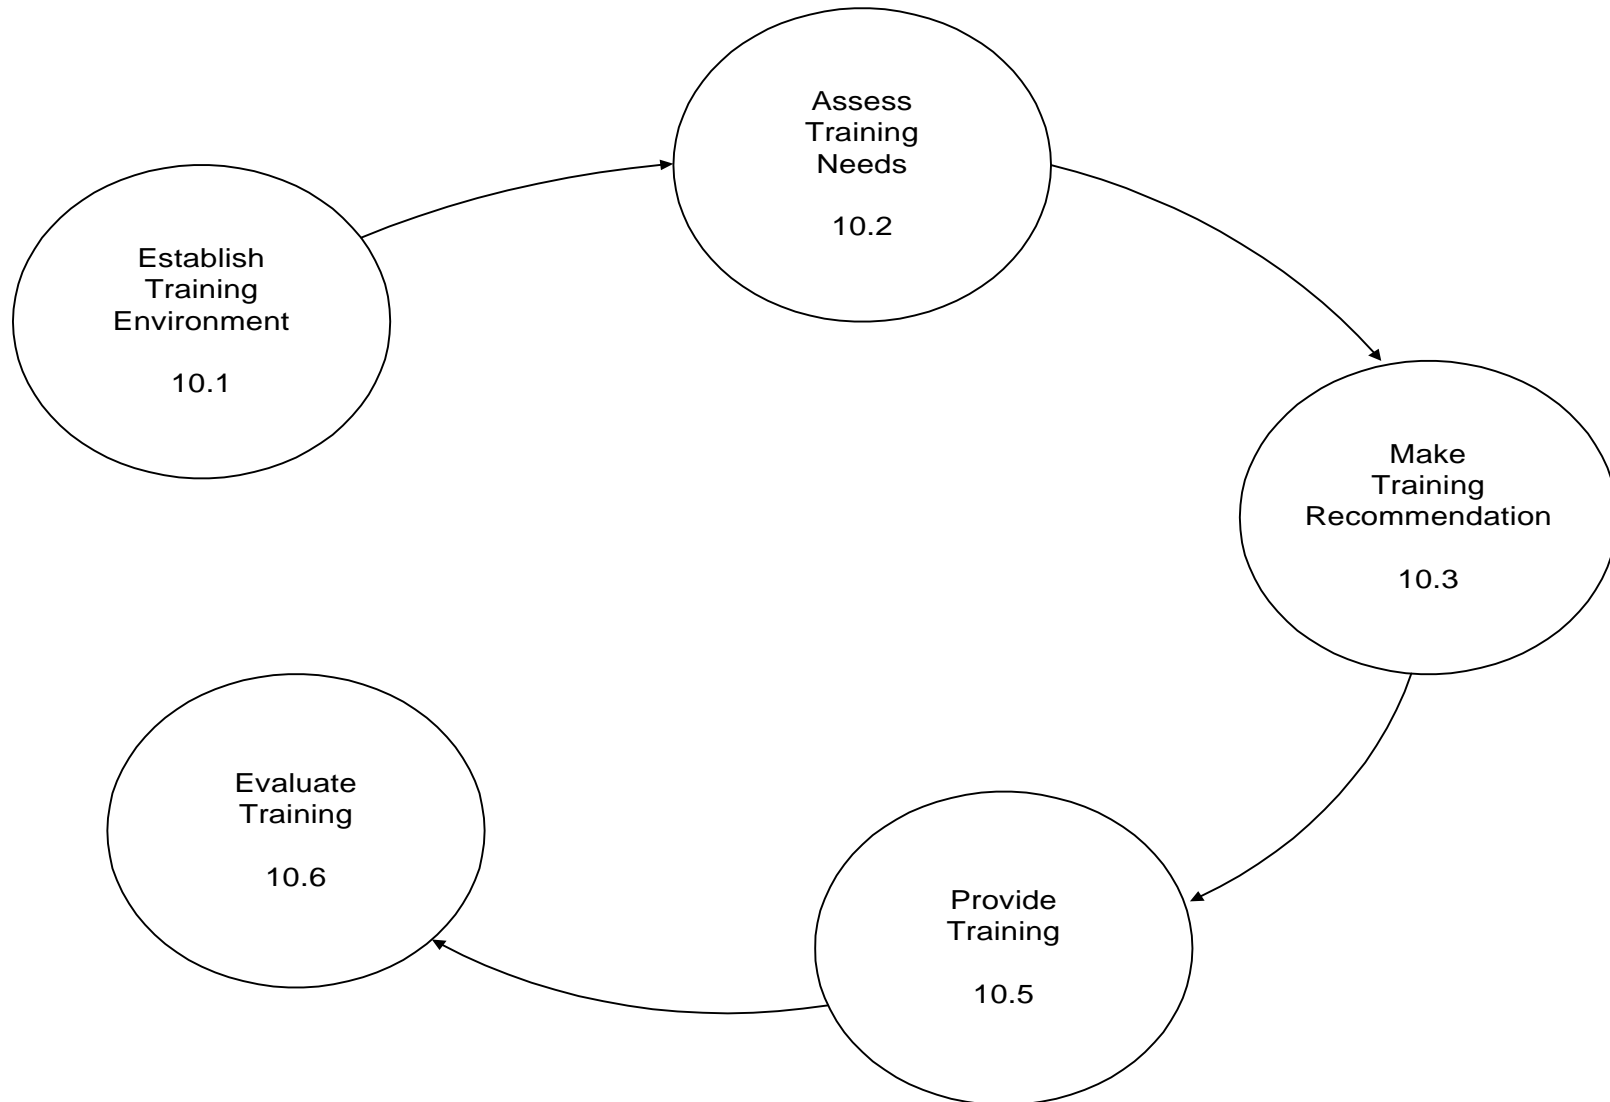 Assess
Training
Needs
10.2
Establish
Training
Environment
10.1
Make
Training
Recommendation
10.3
Evaluate
Training
10.6
Provide
Training
10.5